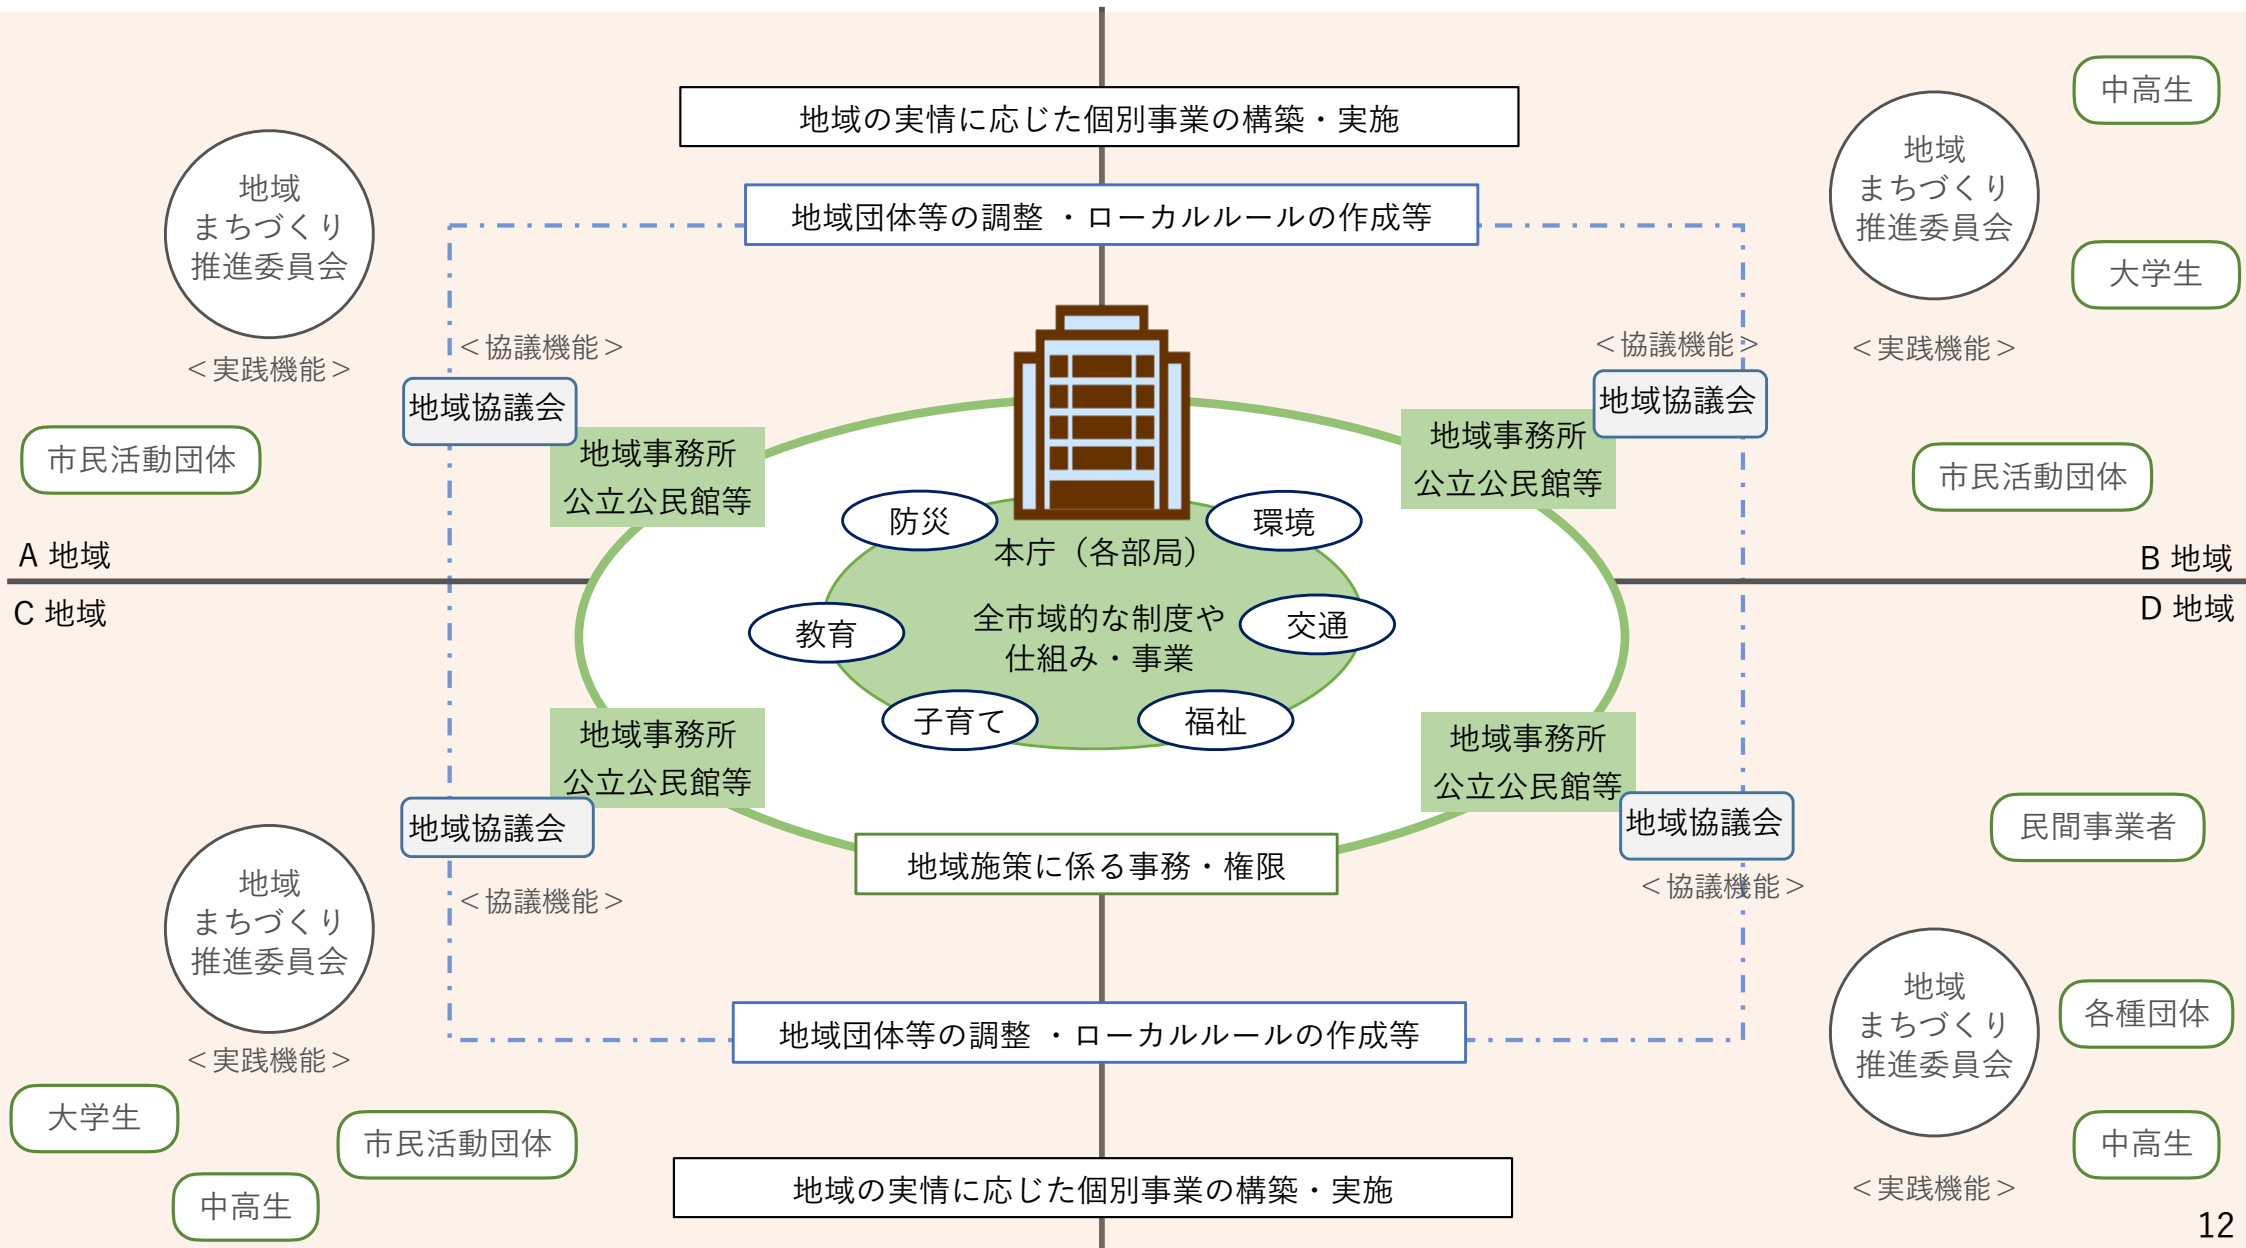 地域の実情に応じた個別事業の構築・実施
地域団体等の調整 ・ローカルルールの作成等
地域
まちづくり
推進委員会
＜実践機能＞
＜協議機能＞
地域協議会
地域事務所
公立公民館等
市民活動団体
A 地域
中高生
地域
まちづくり
推進委員会
大学生
＜協議機能＞
＜実践機能＞
地域協議会
地域事務所
公立公民館等
市民活動団体
B 地域
防災
環境
本庁（各部局）
全市域的な制度や
仕組み・事業
教育
交通
子育て
福祉
C 地域
地域事務所
公立公民館等
地域協議会
＜協議機能＞
地域
まちづくり
推進委員会
＜実践機能＞
大学生
市民活動団体
中高生
D 地域
地域事務所
公立公民館等
地域協議会
＜協議機能＞
民間事業者
地域
まちづくり
推進委員会
各種団体
中高生
＜実践機能＞
地域施策に係る事務・権限
地域団体等の調整 ・ローカルルールの作成等
地域の実情に応じた個別事業の構築・実施
12